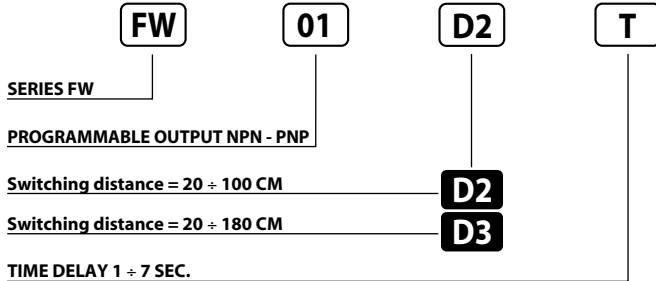 FW 01 D2 T
SERIES FW
PROGRAMMABLE OUTPUT NPN - PNP
Switching distance = 20 ÷ 100 CM D2
Switching distance = 20 ÷ 180 CM D3
TIME DELAY 1 ÷ 7 SEC.